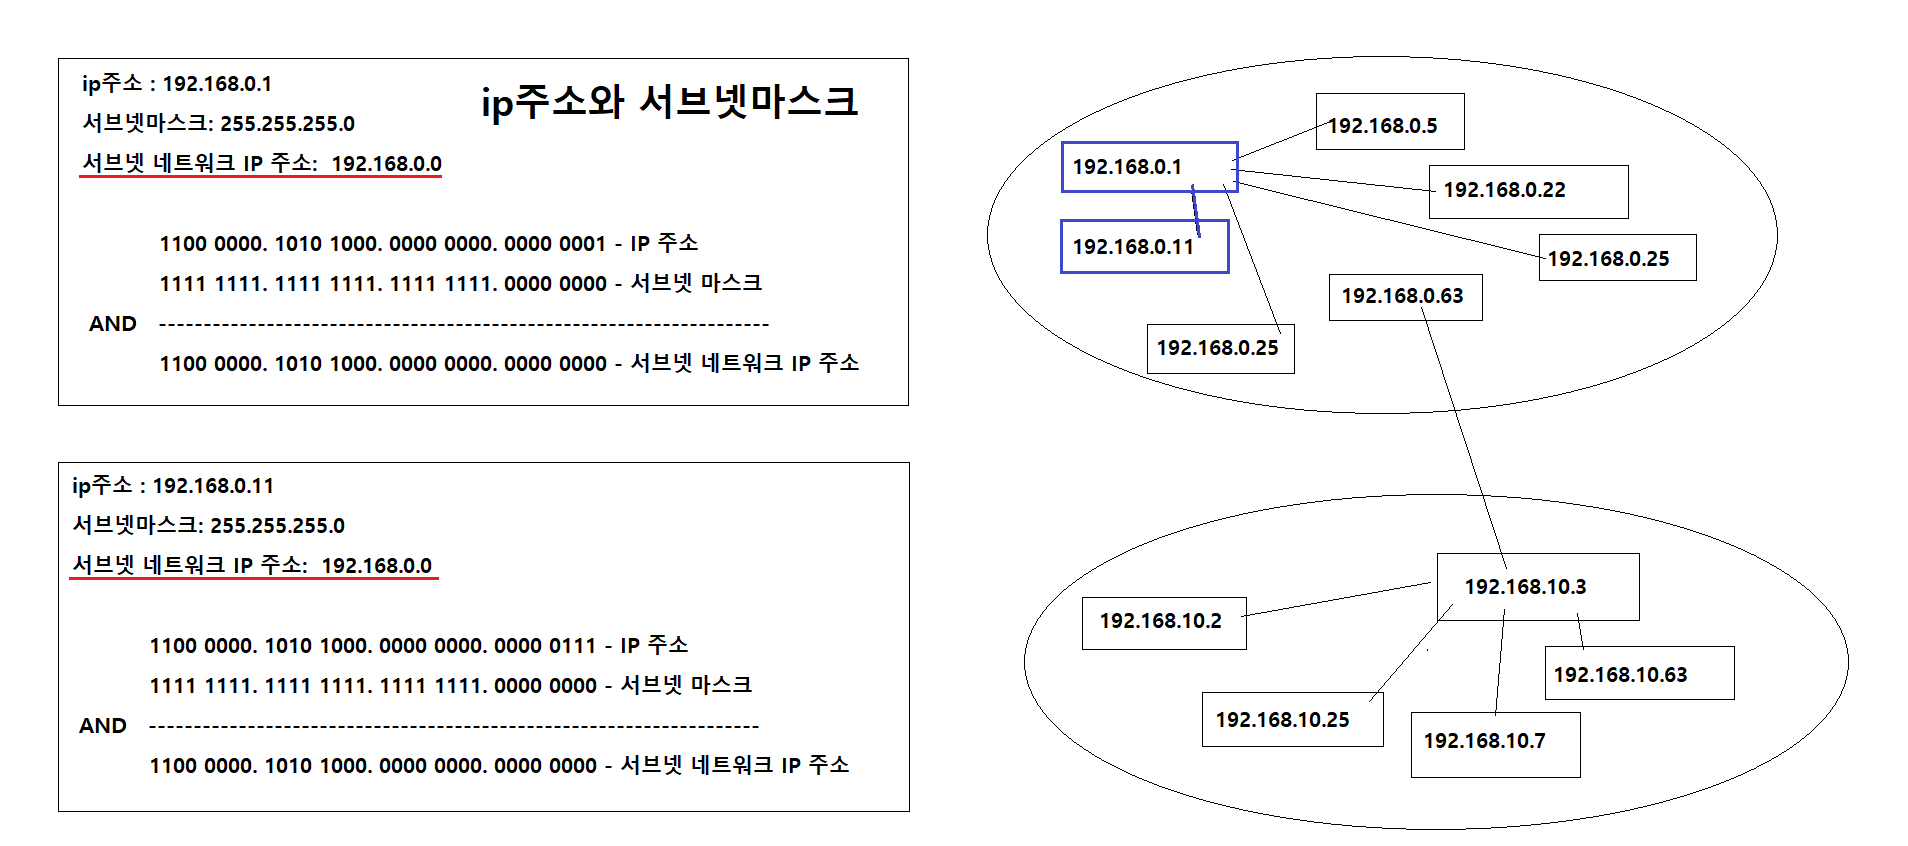 ip주소 : 192.168.0.1
ip주소와 서브넷마스크
서브넷마스크: 255.255.255.0
서브넷 네트워크 IP 주소:  192.168.0.0
1100 0000. 1010 1000. 0000 0000. 0000 0001 - IP 주소
1111 1111. 1111 1111. 1111 1111. 0000 0000 - 서브넷 마스크
AND --------------------------------------------------------------------
1100 0000. 1010 1000. 0000 0000. 0000 0000 - 서브넷 네트워크 IP 주소
ip주소 : 192.168.0.11
서브넷마스크: 255.255.255.0
서브넷 네트워크 IP 주소:  192.168.0.0
1100 0000. 1010 1000. 0000 0000. 0000 0111 - IP 주소
1111 1111. 1111 1111. 1111 1111. 0000 0000 - 서브넷 마스크
AND --------------------------------------------------------------------
1100 0000. 1010 1000. 0000 0000. 0000 0000 - 서브넷 네트워크 IP 주소
192.168.0.5
192.168.0.1
192.168.0.22
192.168.0.11
192.168.0.25
192.168.0.63
192.168.0.25
192.168.10.3
192.168.10.2
192.168.10.63
192.168.10.25
192.168.10.7